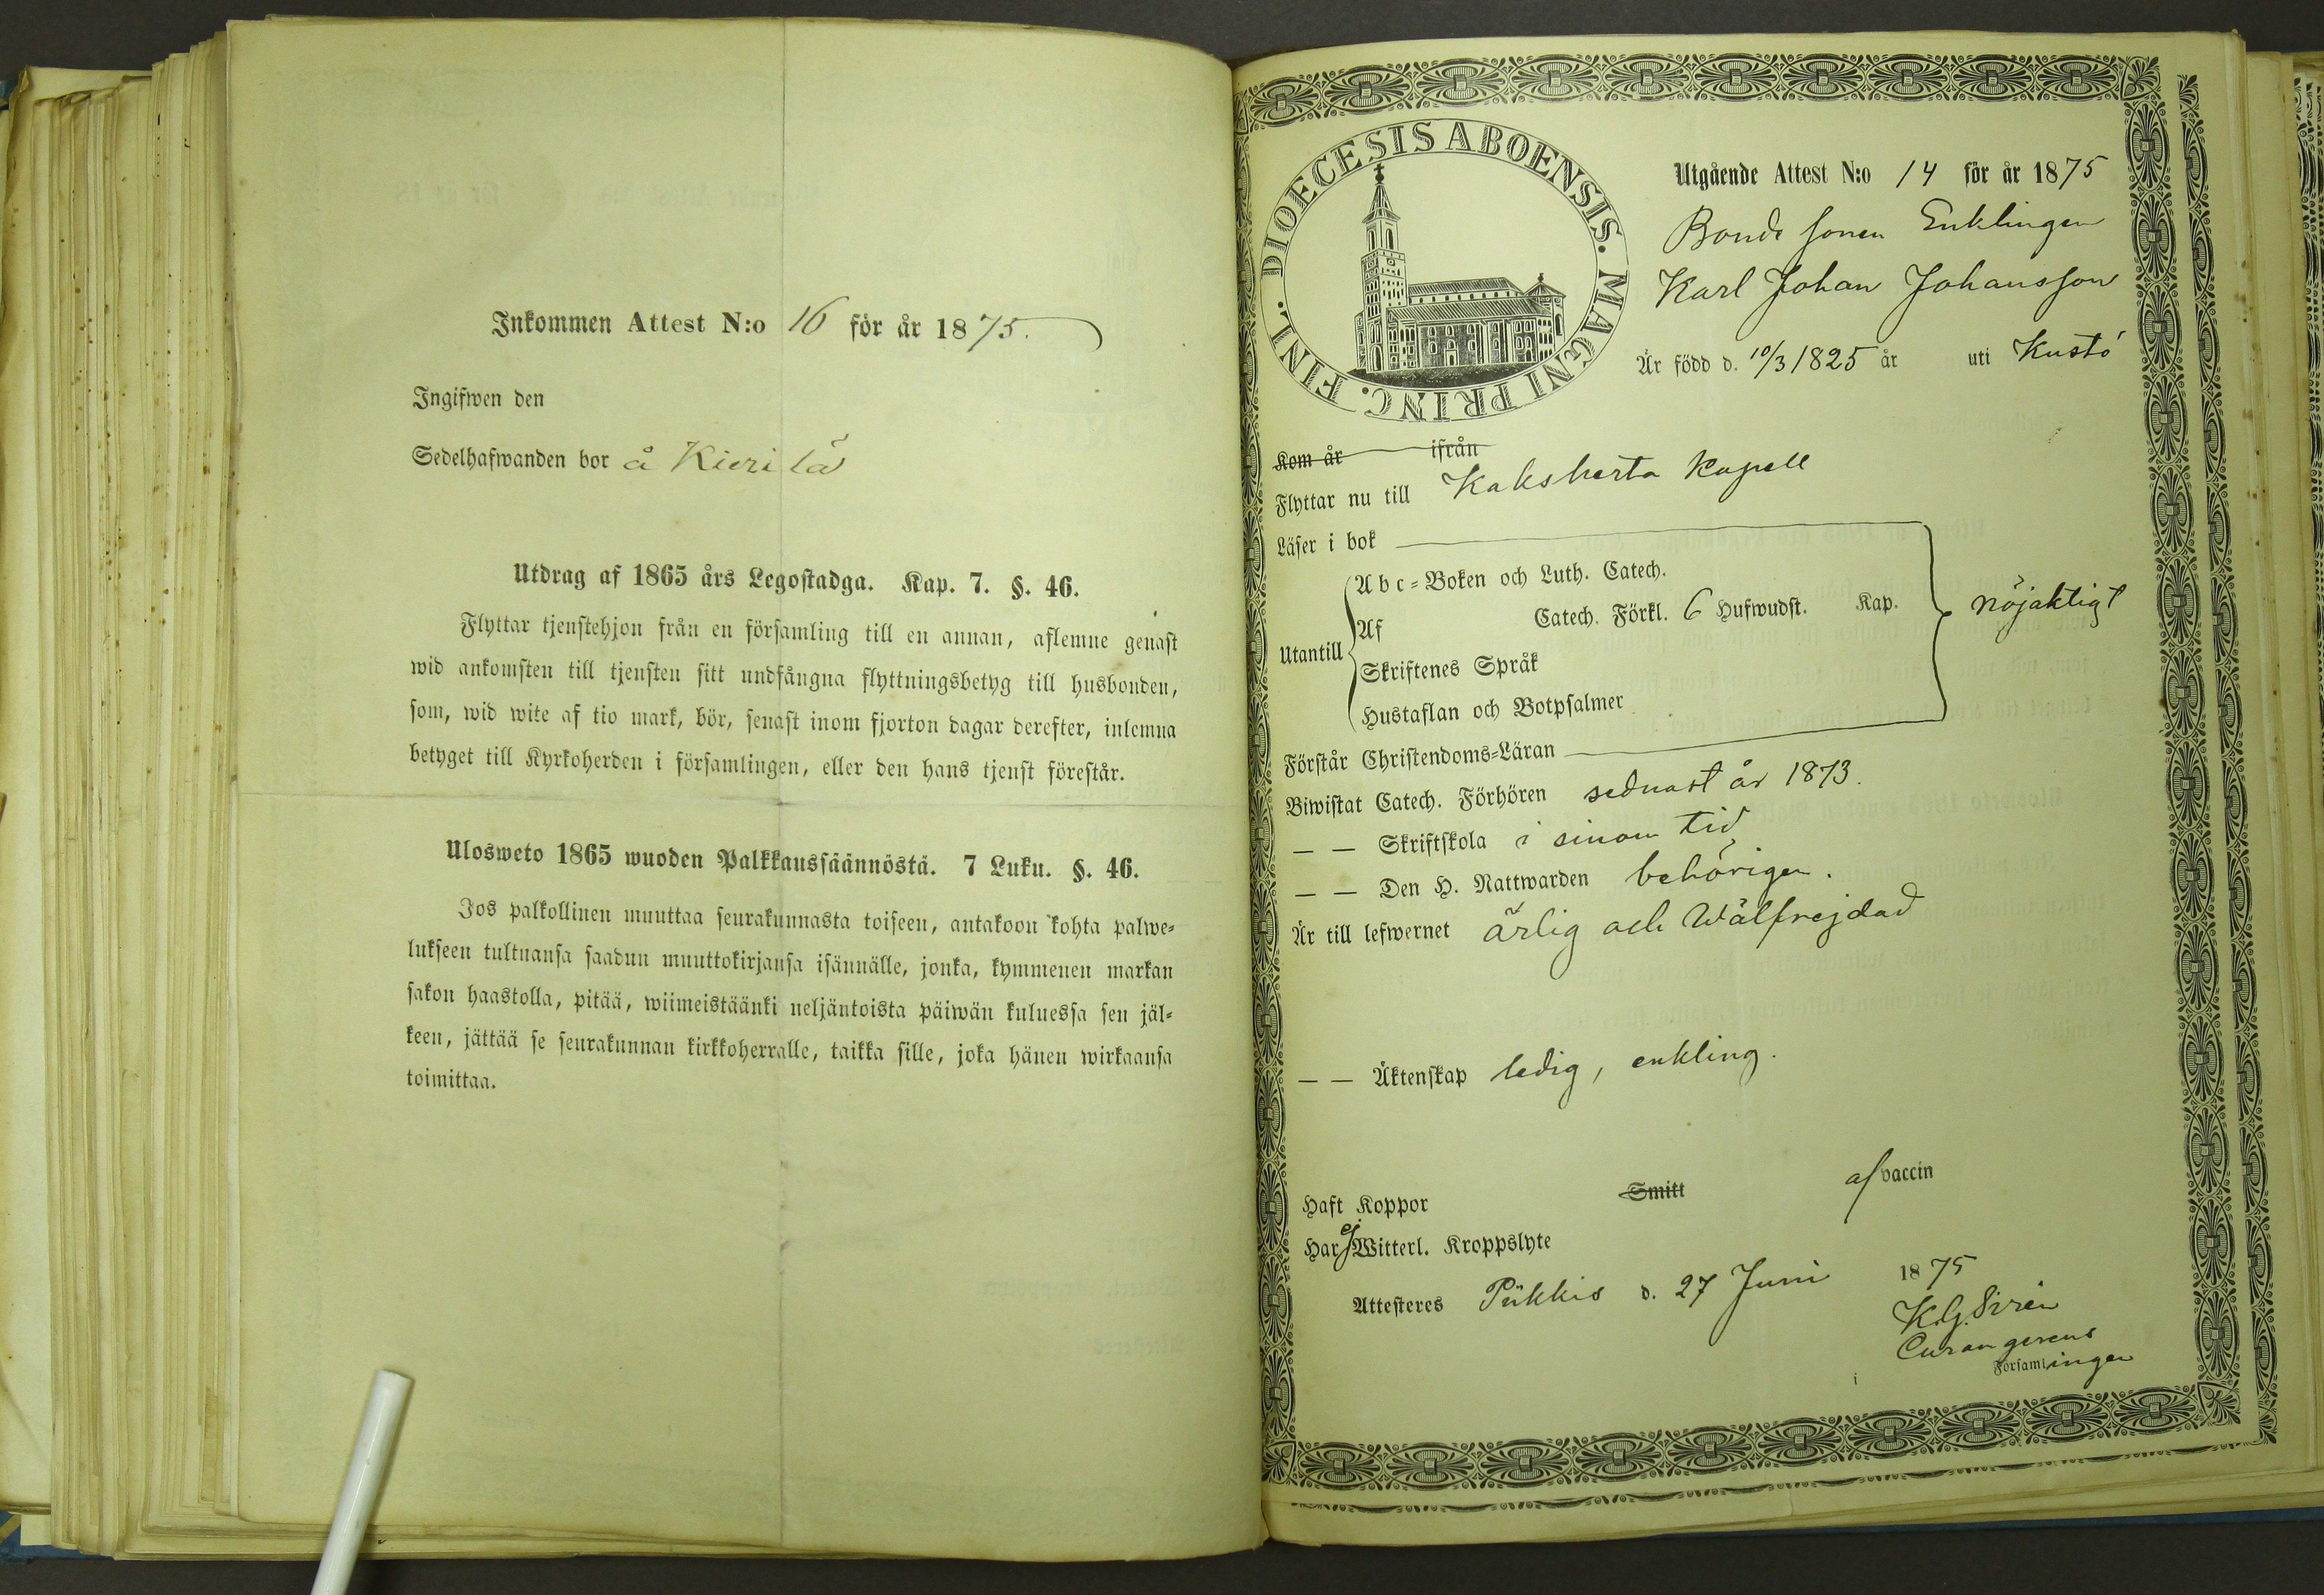 Inkommen Attest N:o 16 för år 1875.
Ingifwen den
Sedelhafwanden bor å Kierilä
Utdrag af 1865 års Legostadga. Kap. 7. §. 46.
Flyttar tjenstehjon från en församling till en annan, aflemne genast
wid ankomsten till tjensten sitt undfångna flyttningsbetyg till husbonden,
som, wid wite af tio mark, bör, senast inom fjorton dagar derefter, inlemna
betyget till Kyrkoherden i församlingen, eller den hans tjenst förestår.
Ulosweto 1865 wuoden Palkkaussäännöstä. 7 Luku. §. 46.
Jos palkollinen muuttaa seurakunnasta toiseen, antakoon kohta palwe-
lukseen tultuansa saadun muuttokirjansa isännälle, jonka, kymmenen markan
sakon haastolla, pitää, wiimeistäänki neljäntoista päiwän kuluessa sen jäl-
keen, jättää se seurakunnan kirkkoherralle, taikka sille, joka hänen wirkaansa
toimittaa.
DIOECESIS ABOENSIS. MAGNI PRINC. FINL.
Utgående Attest N:o 14 för år 1875
Bonde sonen Enklingen
Karl Johan Johansson
Är född d. 10/3 1825 år uti Kustö
Kom år ifrån
Flyttar nu till Kakskerta Kapell
Läser i bok
Abc-Boken och Luth. Catech.
Af Catech. Förkl. 6 Hufwudst. Kap. nöjaktigt
Utantill
Skriftenes Språk
Hustaflan och Botpsalmer
Förstår Christendoms-Läran
Biwistat Catech. Förhören sednast år 1873.
— — Skriftskola i sinom tid
— — Den H. Nattwarden behörigen.
Är till lefwernet ärlig och Wälfrejdad
— — Äktenskap ledig, enkling.
Haft Koppor Smitt af vaccin
Har ej Witterl. Kroppslyte
Attesteres Piikkis d. 27 Juni 1875
K.G. Sirén
Curam gerens
i Församlingen